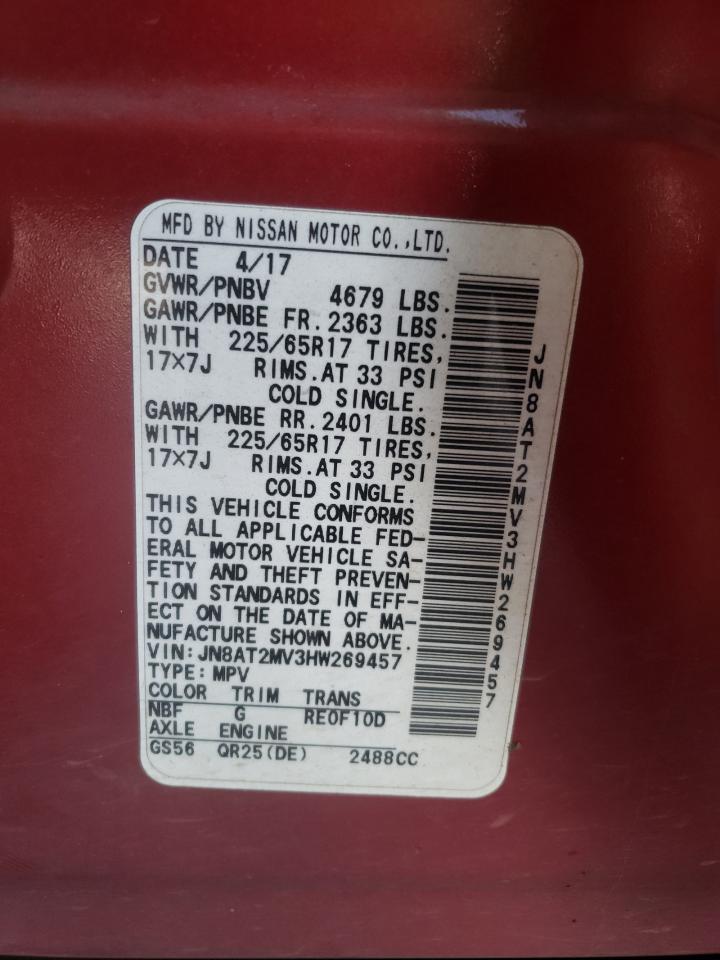 MFD BY NISSAN MOTOR CO.,LTD.
DATE 4/17
GVWR/PNBV 4679 LBS.
GAWR/PNBE FR. 2363 LBS.
WITH 225/65R17 TIRES,
17×7J RIMS.AT 33 PSI
COLD SINGLE.
GAWR/PNBE RR. 2401 LBS.
WITH 225/65R17 TIRES,
17×7J RIMS.AT 33 PSI
COLD SINGLE.
THIS VEHICLE CONFORMS
TO ALL APPLICABLE FED-
ERAL MOTOR VEHICLE SA-
FETY AND THEFT PREVEN-
TION STANDARDS IN EFF-
ECT ON THE DATE OF MA-
NUFACTURE SHOWN ABOVE.
VIN:JN8AT2MV3HW269457
TYPE:MPV
COLOR TRIM TRANS
NBF G RE0F10D
AXLE ENGINE
GS56 QR25(DE) 2488CC
JN8AT2MV3HW269457